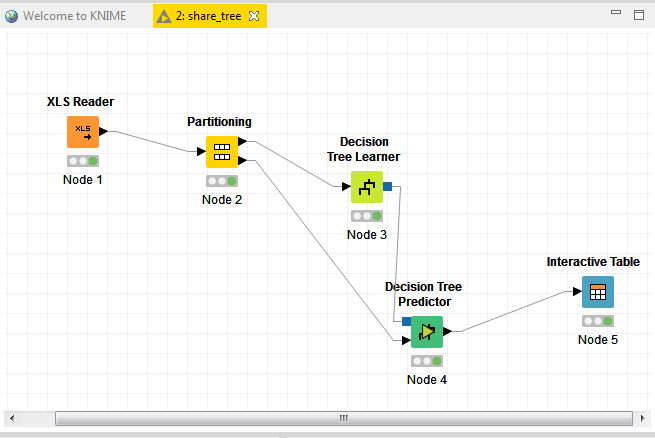 Welcome to KNIME
2: share_tree
XLS Reader
XLS
Node 1
Partitioning
Node 2
Decision
Tree Learner
Node 3
Decision Tree
Predictor
Node 4
Interactive Table
Node 5